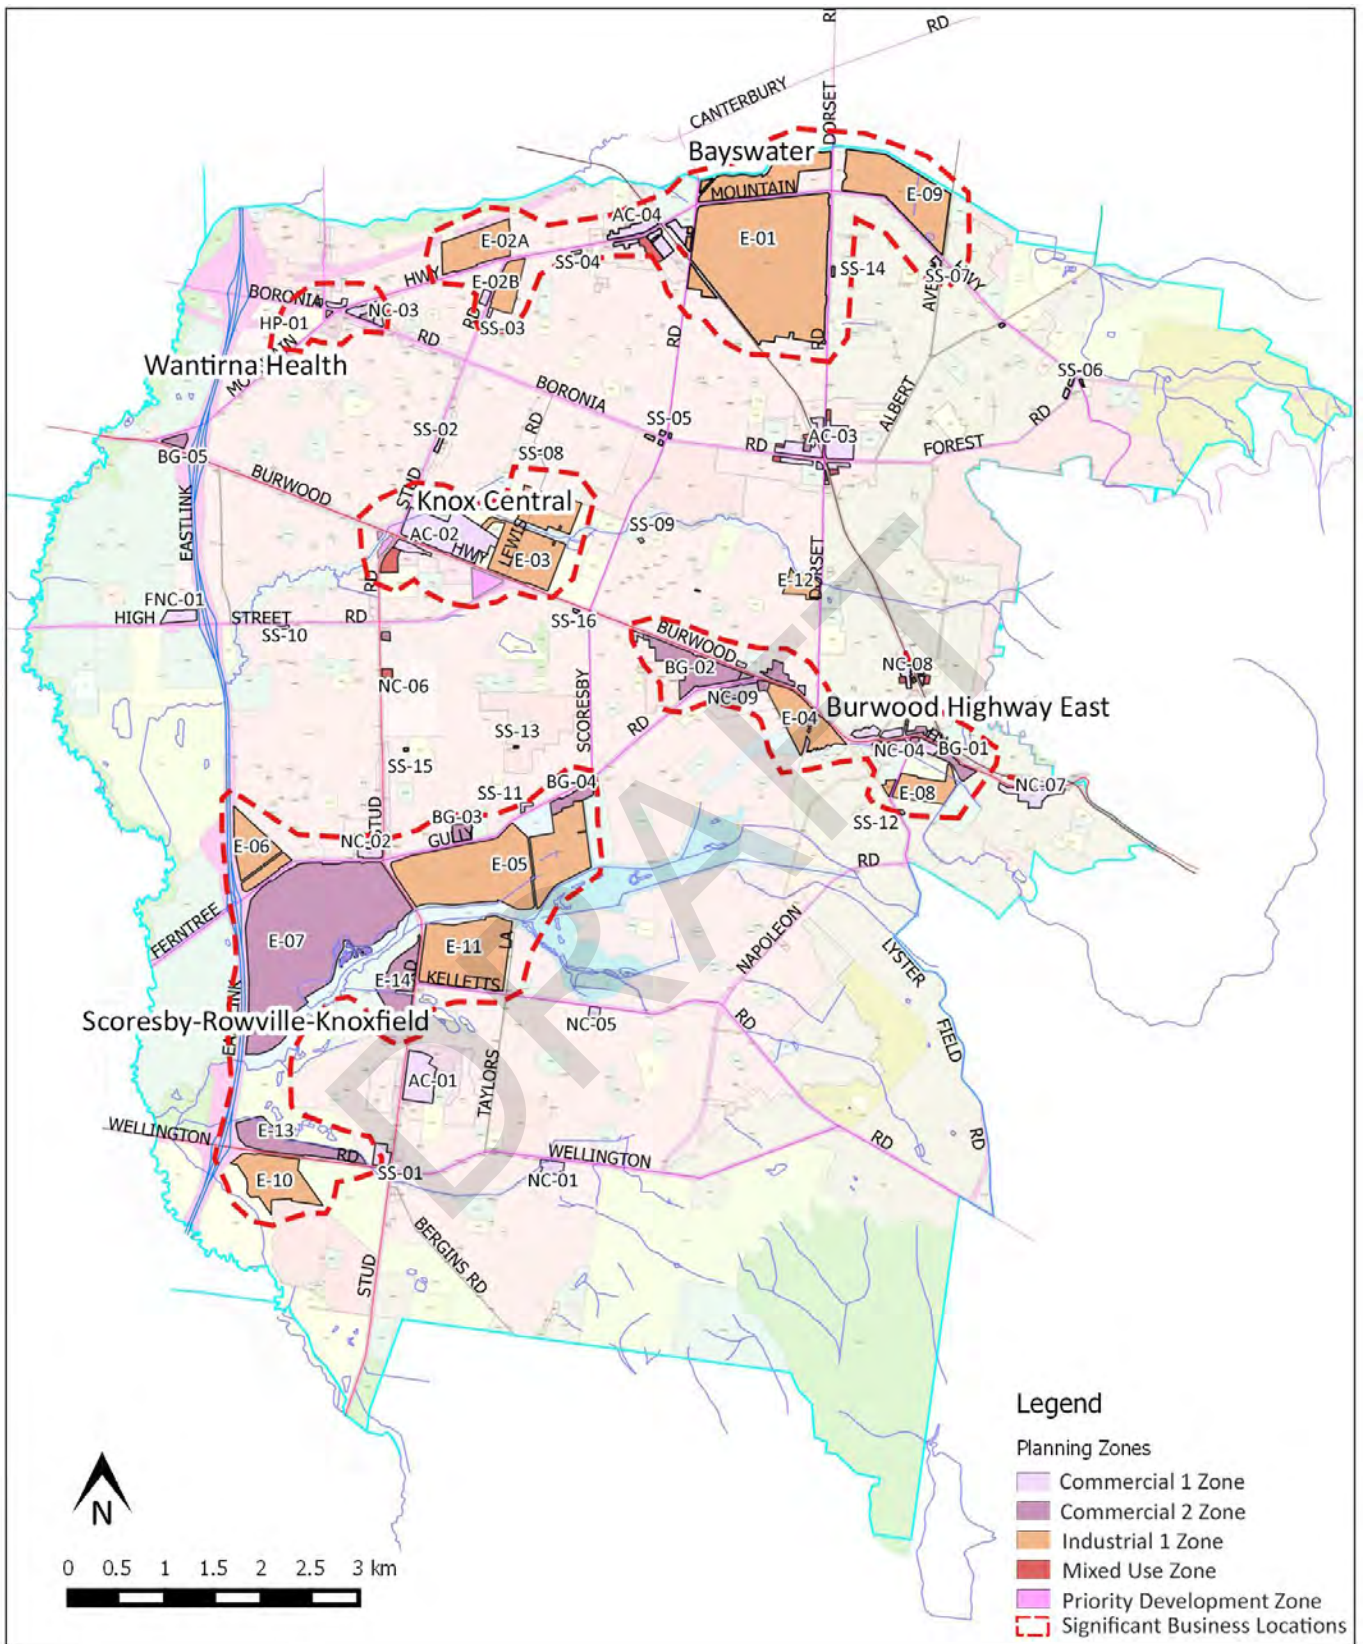 RD
CANTERBURY
DORSET
Bayswater
MOUNTAIN
E-09
AC-04
E-02A
E-01
SS-04
SS-14
SS-07
HWY
HWY
E-02B
BORONIA
NC-03
HP-01
RD
SS-03
RD
RD
RD
Wantirna Health
SS-06
BORONIA
ALBERT
RD
SS-05
RD
SS-02
AC-03
RD
FOREST
BG-05
SS-08
BURWOOD
STUD
Knox Central
EASTLINK
AC-02
LEWIS
SS-09
HWY
E-03
DORSET
RD
E-12
FNC-01
HIGH
STREET
RD
SS-10
SS-16
BURWOOD
BG-02
NC-08
NC-06
NC-09
SCORESBY
E-04
Burwood Highway East
RD
SS-13
NC-04
BG-01
SS-15
BG-04
NC-07
SS-11
E-08
STUD
BG-03
SS-12
GULLY
NC-02
E-06
E-05
RD
DRAFT
FERNTREE
E-07
E-11
NAPOLEON
LYSTER
E-14
KELLETTS
Scoresby-Rowville-Knoxfield
NC-05
RD
FIELD
AC-01
TAYLORS
WELLINGTON
E-13
RD
RD
RD
WELLINGTON
E-10
SS-01
NC-01
BERGINS RD
STUD
Legend
Planning Zones
Commercial 1 Zone
Commercial 2 Zone
Industrial 1 Zone
Mixed Use Zone
Priority Development Zone
Significant Business Locations
N
0 0.5 1 1.5 2 3 km